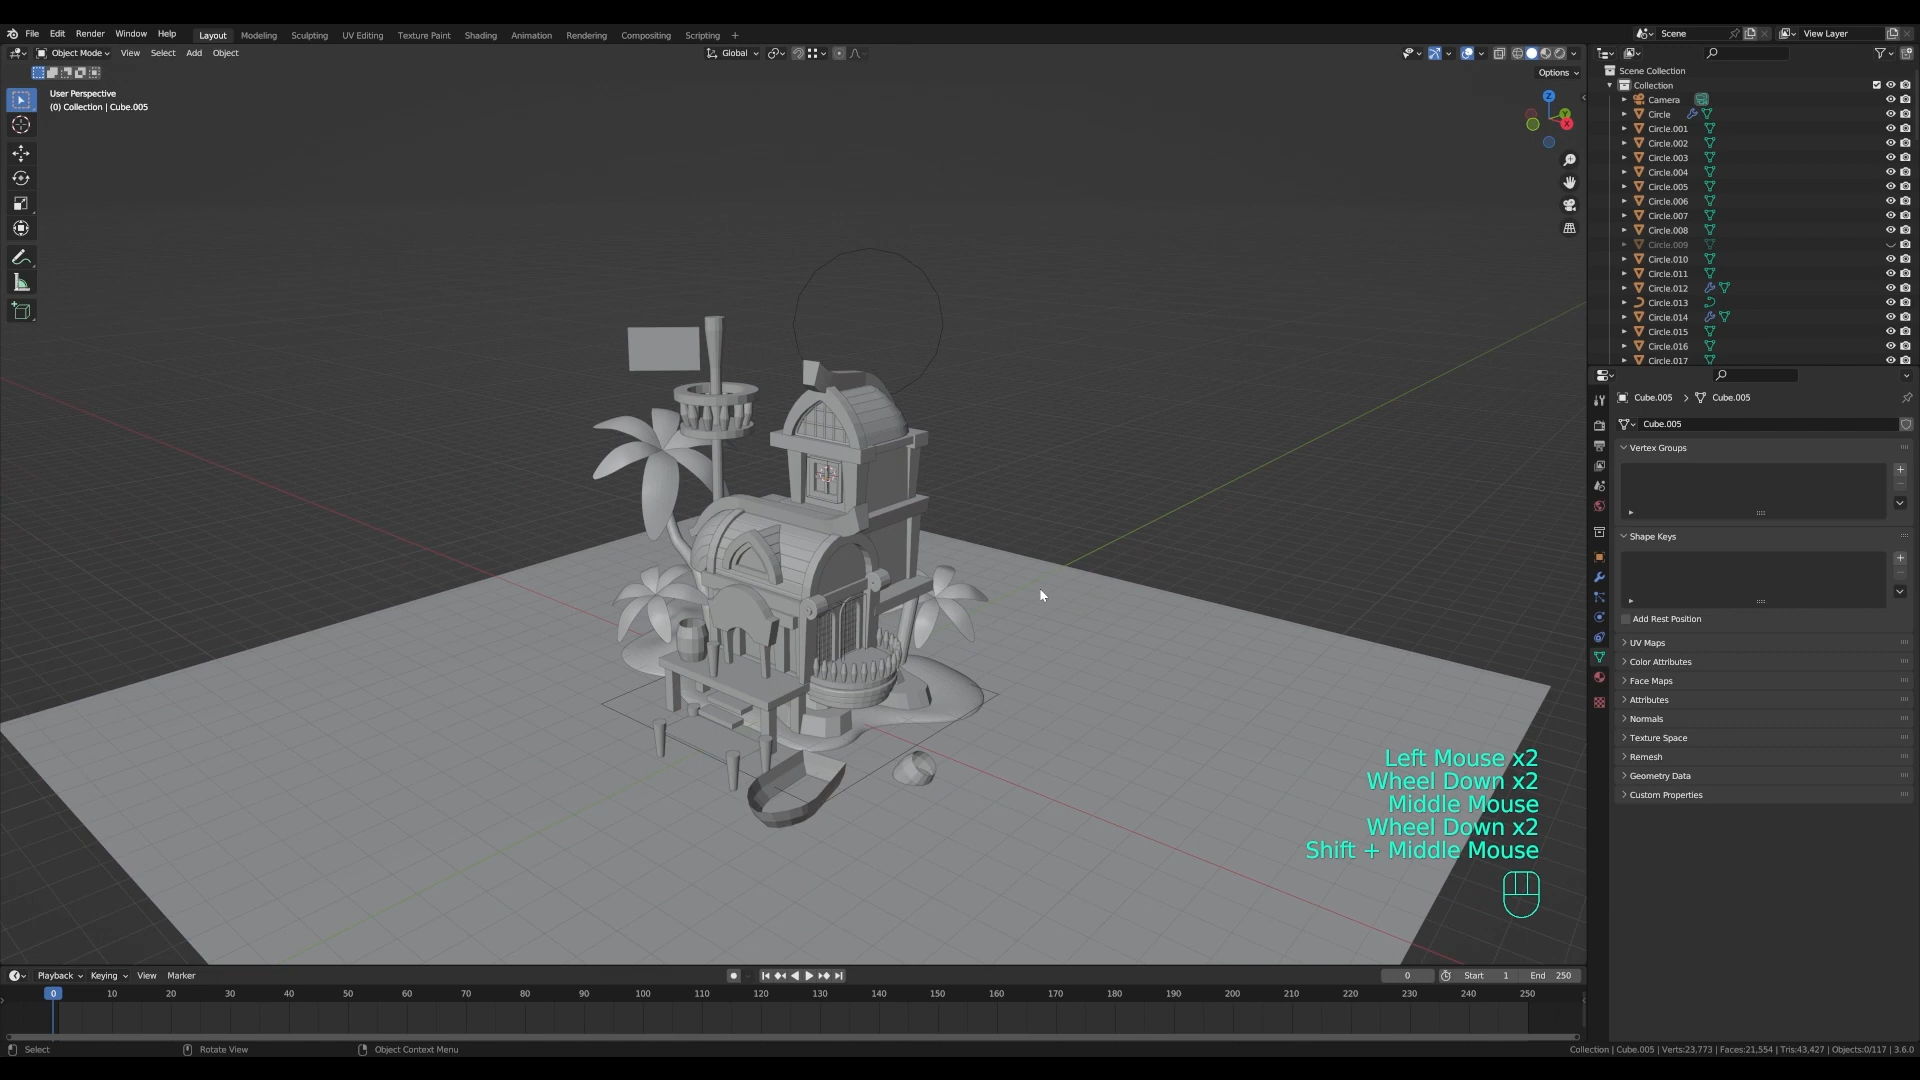 File Edit Render Window Help Layout Modeling Sculpting UV Editing Texture Paint Shading Animation Rendering Compositing Scripting + Scene View Layer
Object Mode View Select Add Object Global
Options
User Perspective
(0) Collection | Cube.005
Z
Y
X
Scene Collection
Collection
Camera
Circle
Circle.001
Circle.002
Circle.003
Circle.004
Circle.005
Circle.006
Circle.007
Circle.008
Circle.009
Circle.010
Circle.011
Circle.012
Circle.013
Circle.014
Circle.015
Circle.016
Circle.017
Cube.005 > Cube.005
Cube.005
Vertex Groups
Shape Keys
Add Rest Position
UV Maps
Color Attributes
Face Maps
Attributes
Normals
Texture Space
Remesh
Geometry Data
Custom Properties
Left Mouse x2
Wheel Down x2
Middle Mouse
Wheel Down x2
Shift + Middle Mouse
Playback Keying View Marker 0 Start 1 End 250
0 10 20 30 40 50 60 70 80 90 100 110 120 130 140 150 160 170 180 190 200 210 220 230 240 250
Select Rotate View Object Context Menu Collection | Cube.005 | Verts:23,773 | Faces:21,554 | Tris:43,427 | Objects:0/117 | 3.6.0